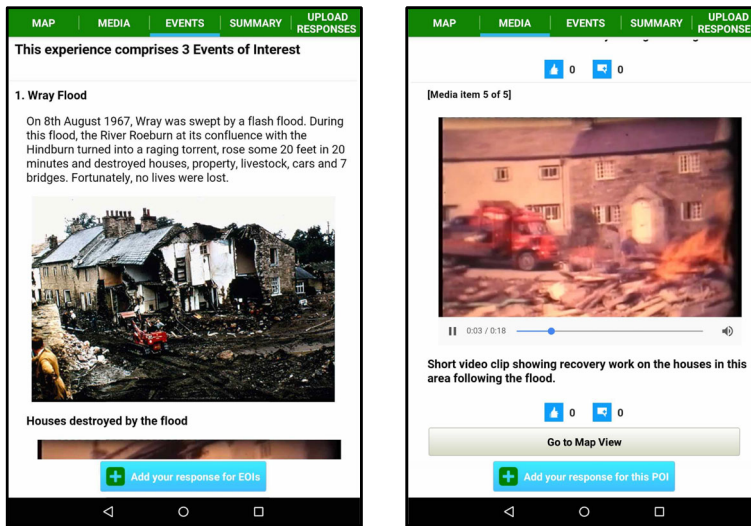 MAP MEDIA EVENTS SUMMARY UPLOAD RESPONSES
This experience comprises 3 Events of Interest
1. Wray Flood
On 8th August 1967, Wray was swept by a flash flood. During
this flood, the River Roeburn at its confluence with the
Hindburn turned into a raging torrent, rose some 20 feet in 20
minutes and destroyed houses, property, livestock, cars and 7
bridges. Fortunately, no lives were lost.
Houses destroyed by the flood
Add your response for EOIs
MAP MEDIA EVENTS SUMMARY UPLOAD RESPONSES
0 0
[Media item 5 of 5]
0:03 / 0:18
Short video clip showing recovery work on the houses in this
area following the flood.
0 0
Go to Map View
Add your response for this POI